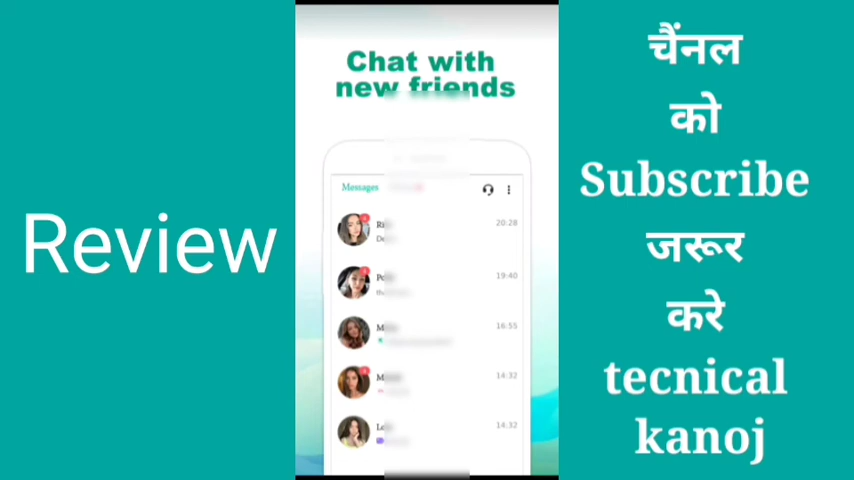 Review
Chat with
new friends
Messages
20:28
19:40
16:55
14:32
14:32
चैंनल
को
Subscribe
जरूर
करे
tecnical
kanoj